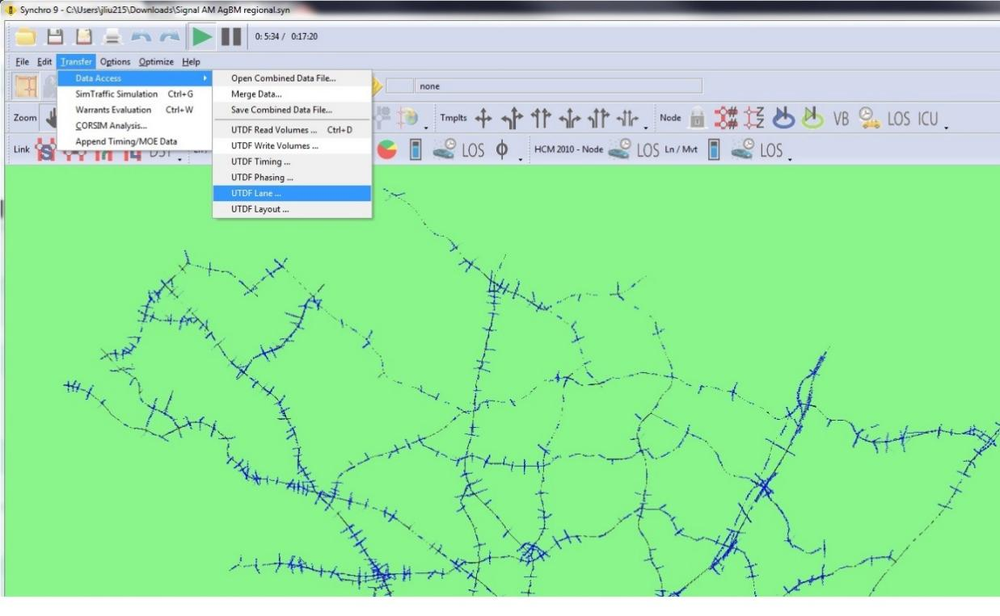 Synchro 9 - C:\Users\jliu215\Downloads\Signal AM AgBM regional.syn
0: 5:34 / 0:17:20
File Edit Transfer Options Optimize Help
Data Access
Open Combined Data File...
none
SimTraffic Simulation Ctrl+G
Merge Data...
Warrants Evaluation Ctrl+W
Save Combined Data File...
CORSIM Analysis...
Append Timing/MOE Data
UTDF Read Volumes ... Ctrl+D
UTDF Write Volumes ...
UTDF Timing ...
UTDF Phasing ...
UTDF Lane ...
UTDF Layout ...
Zoom
Tmplts
Node
VB
LOS ICU
Link
LOS
HCM 2010 - Node
LOS Ln / Mvt
LOS